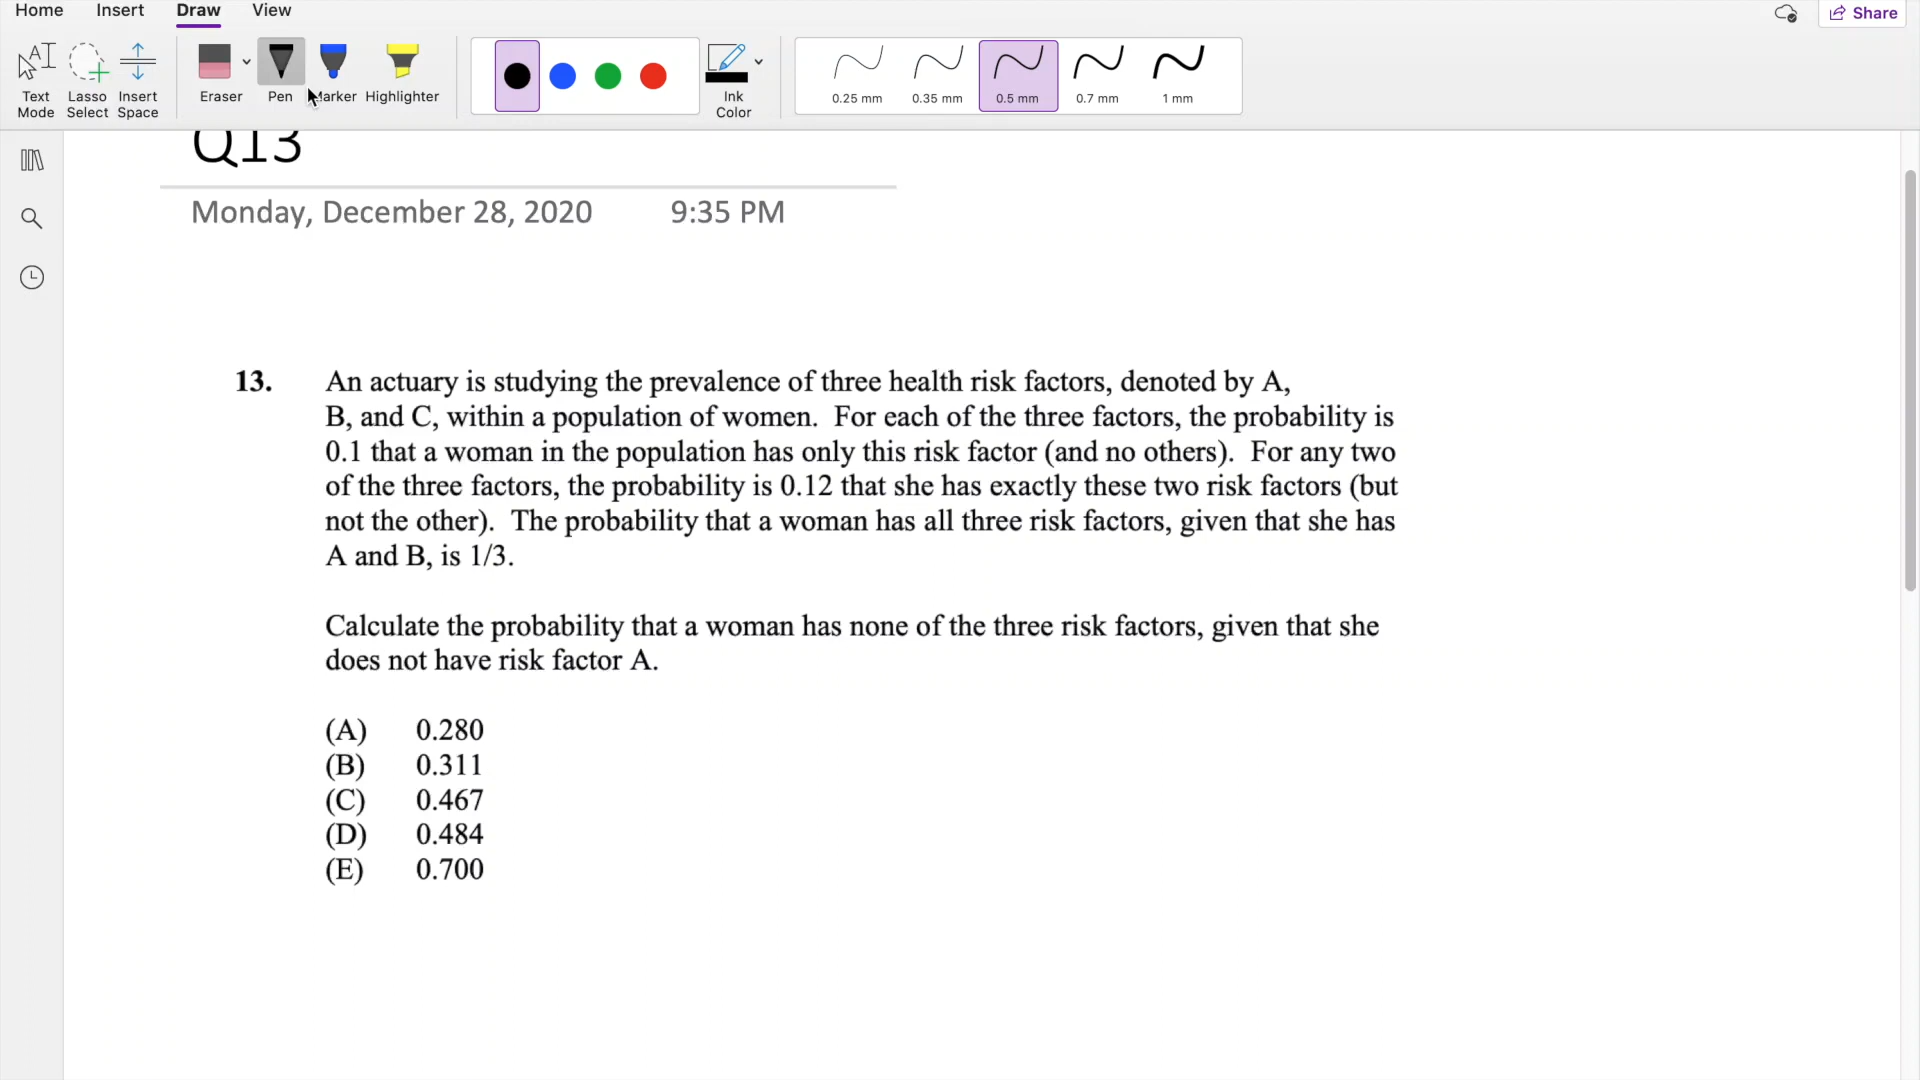 Home Insert Draw View
Share
Text Mode
Lasso Select
Insert Space
Eraser
Pen
Marker
Highlighter
Ink Color
0.25 mm
0.35 mm
0.5 mm
0.7 mm
1 mm
Q13
Monday, December 28, 2020 9:35 PM
13. An actuary is studying the prevalence of three health risk factors, denoted by A,
B, and C, within a population of women. For each of the three factors, the probability is
0.1 that a woman in the population has only this risk factor (and no others). For any two
of the three factors, the probability is 0.12 that she has exactly these two risk factors (but
not the other). The probability that a woman has all three risk factors, given that she has
A and B, is 1/3.
Calculate the probability that a woman has none of the three risk factors, given that she
does not have risk factor A.
(A) 0.280
(B) 0.311
(C) 0.467
(D) 0.484
(E) 0.700